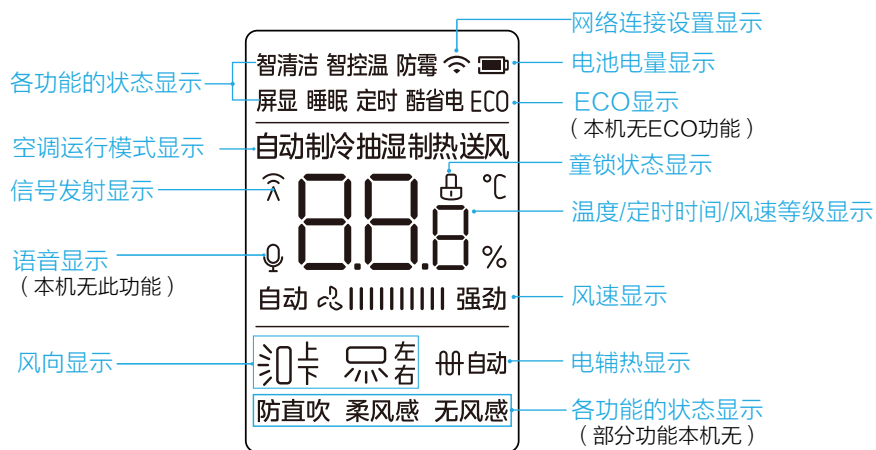 网络连接设置显示
智清洁 智控温 防霉
电池电量显示
各功能的状态显示
屏显 睡眠 定时 酷省电 ECO
ECO显示
（本机无ECO功能）
空调运行模式显示
自动制冷抽湿制热送风
童锁状态显示
信号发射显示
℃
88.8
温度/定时时间/风速等级显示
语音显示
%
（本机无此功能）
自动 强劲
风速显示
风向显示
上下
左右
自动
电辅热显示
防直吹 柔风感 无风感
各功能的状态显示
（部分功能本机无）